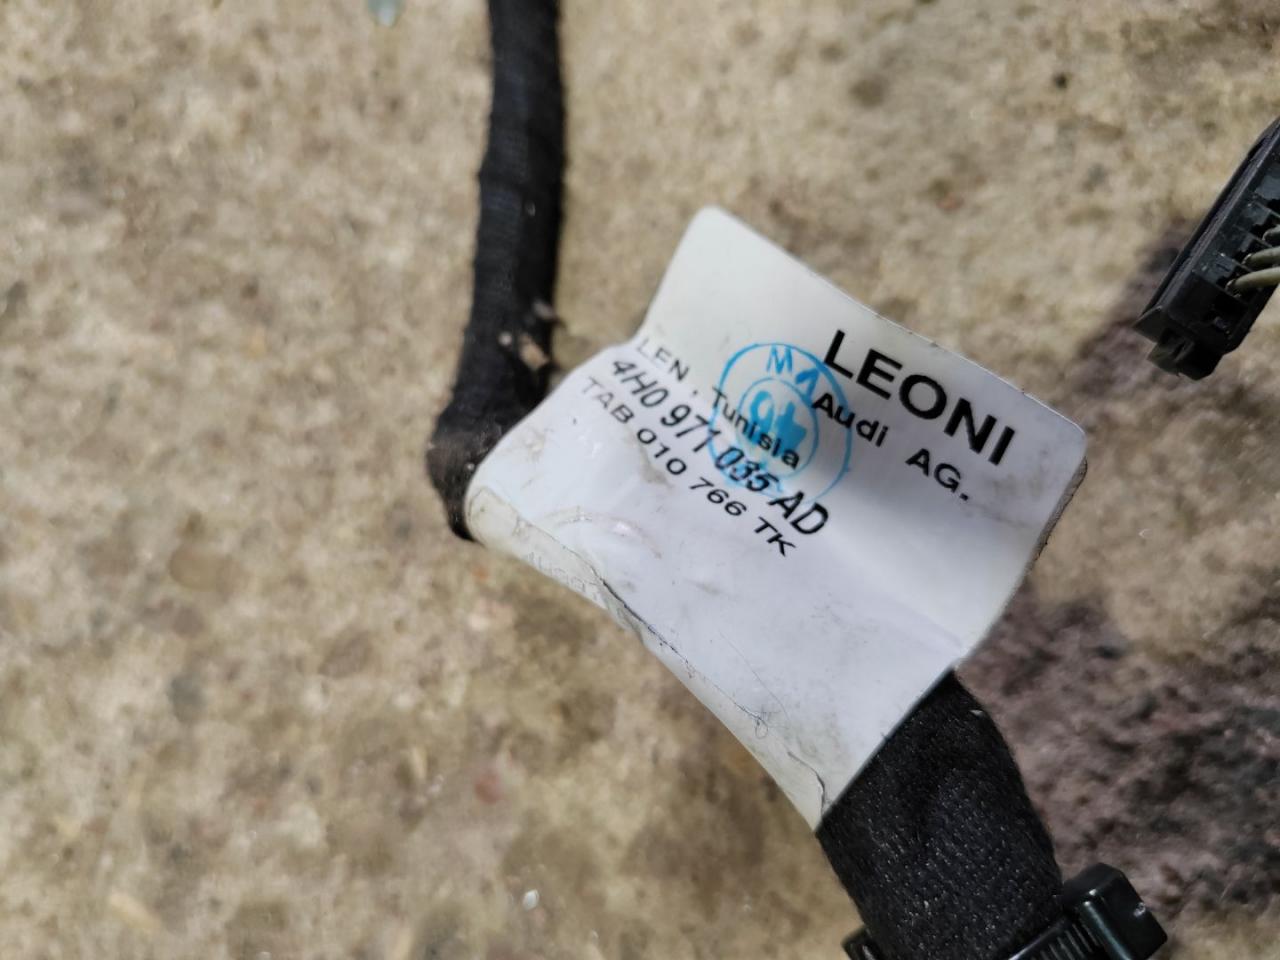 LEONI
Audi AG.
LEN, Tunisia
4H0 971 035 AD
TAB 010 766 TK